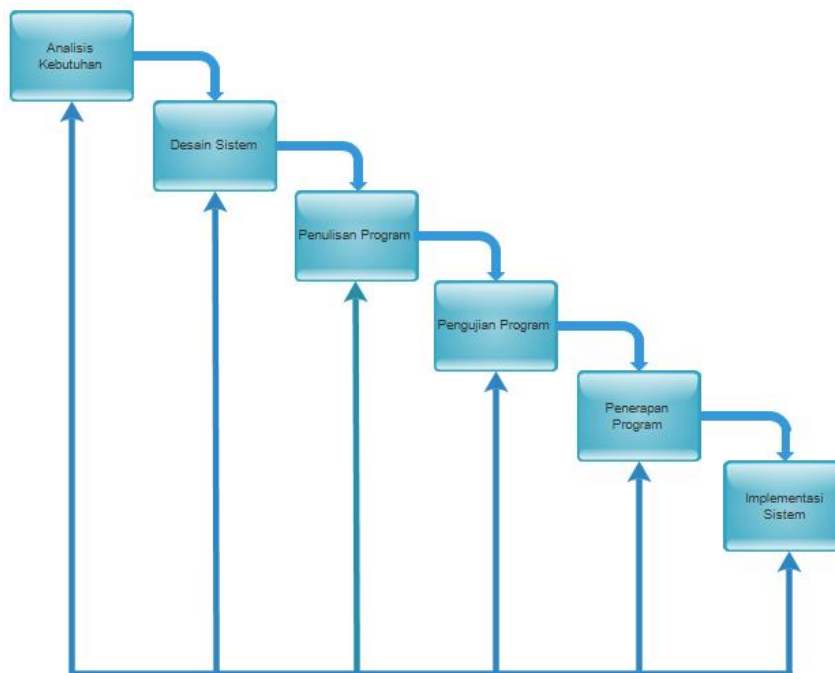 Analisis
Kebutuhan
Desain Sistem
Penulisan Program
Pengujian Program
Penerapan
Program
Implementasi
Sistem